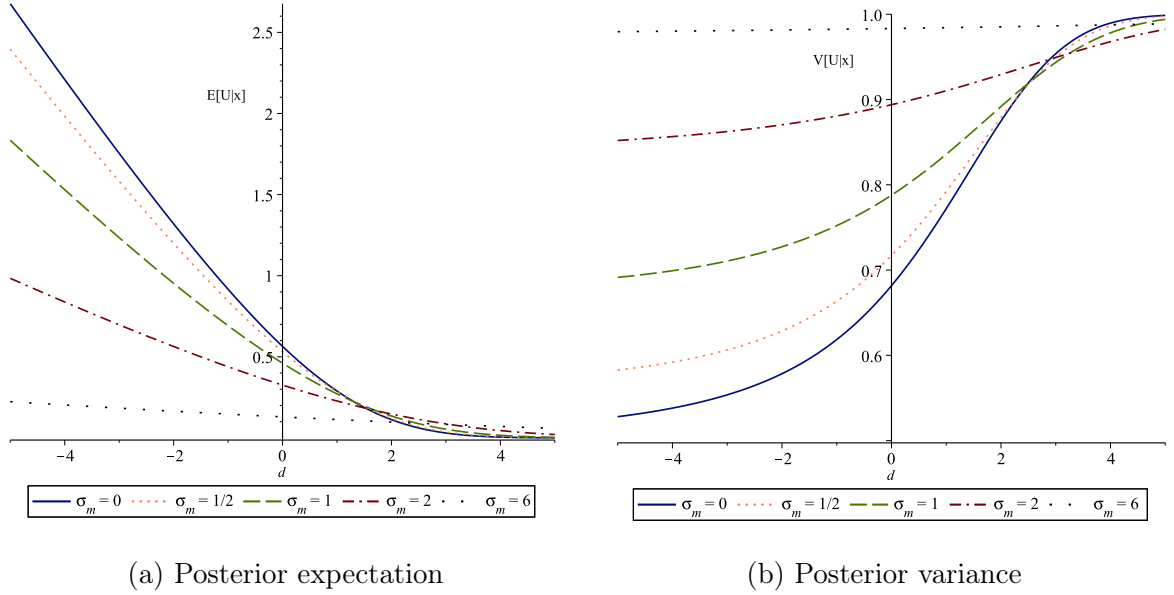 2.5
2
1.5
1
0.5
E[U|x]
−4
−2
0
2
4
d
σm = 0
σm = 1/2
σm = 1
σm = 2
σm = 6
(a) Posterior expectation
1.0
0.9
0.8
0.7
0.6
V[U|x]
−4
−2
0
2
4
d
σm = 0
σm = 1/2
σm = 1
σm = 2
σm = 6
(b) Posterior variance